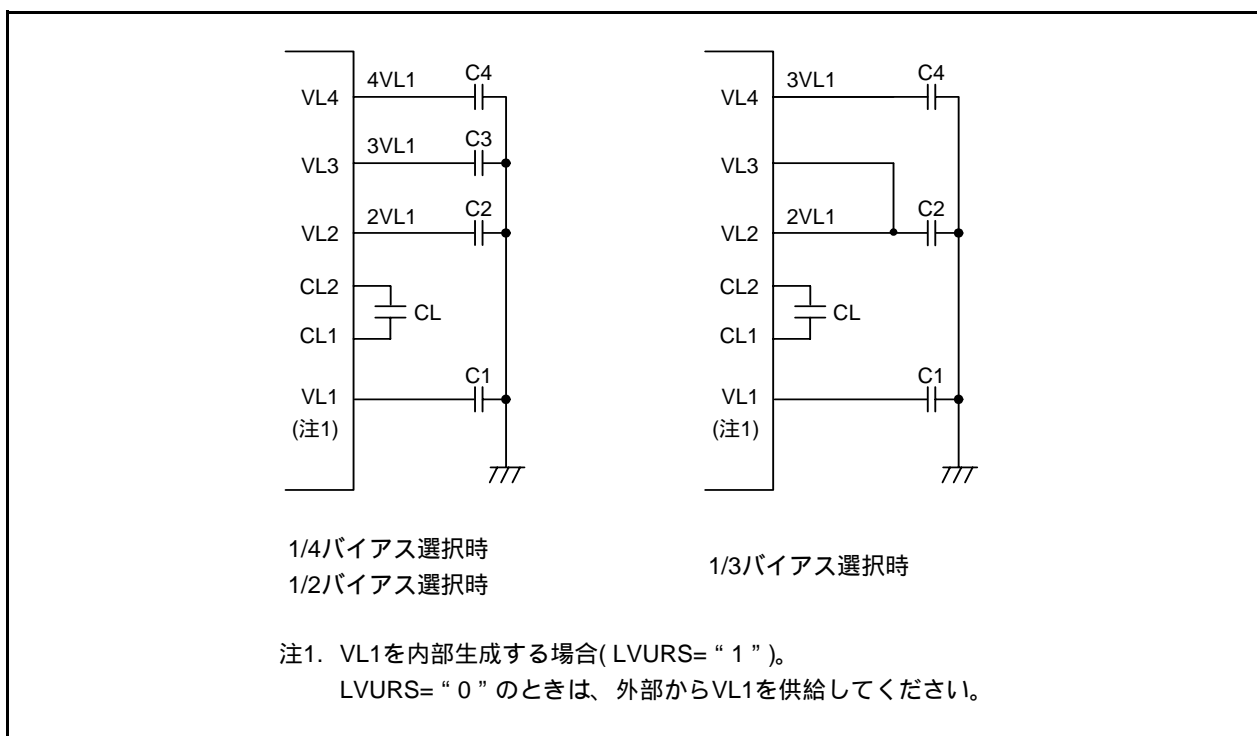 VL4
4VL1
C4
VL3
3VL1
C3
VL2
2VL1
C2
CL2
CL1
CL
VL1
(注1)
C1
1/4バイアス選択時
1/2バイアス選択時
VL4
3VL1
C4
VL3
VL2
2VL1
C2
CL2
CL1
CL
VL1
(注1)
C1
1/3バイアス選択時
注1. VL1を内部生成する場合( LVURS= “ 1 ” )。
LVURS= “ 0 ” のときは、外部からVL1を供給してください。